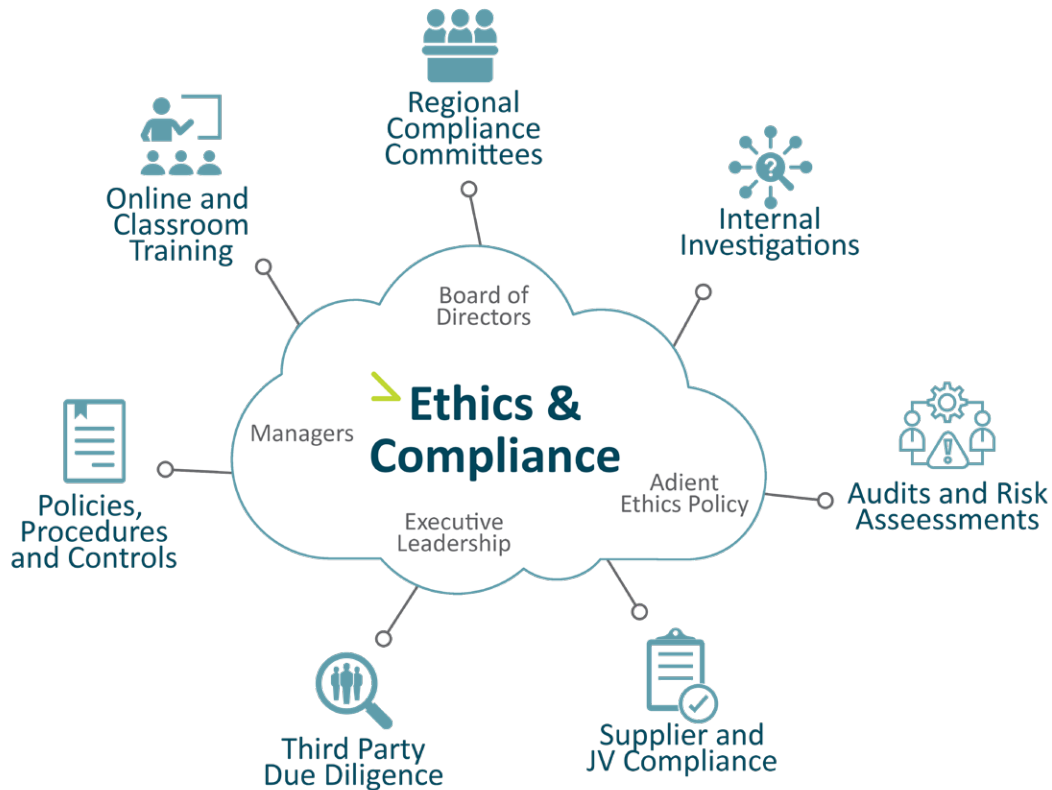 Regional
Compliance
Committees
Online and
Classroom
Training
Internal
Investigations
Board of
Directors
Ethics &
Compliance
Managers
Adient
Ethics Policy
Executive
Leadership
Policies,
Procedures
and Controls
Audits and Risk
Asseessments
Third Party
Due Diligence
Supplier and
JV Compliance